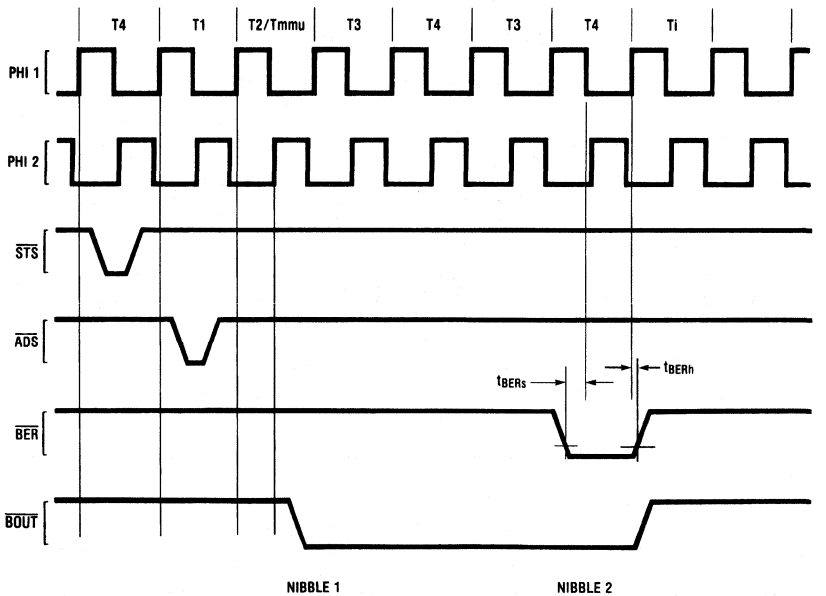 T4 T1 T2/Tmmu T3 T4 T3 T4 Ti
PHI 1
PHI 2
STS
ADS
tBERs tBERh
BER
BOUT
NIBBLE 1 NIBBLE 2